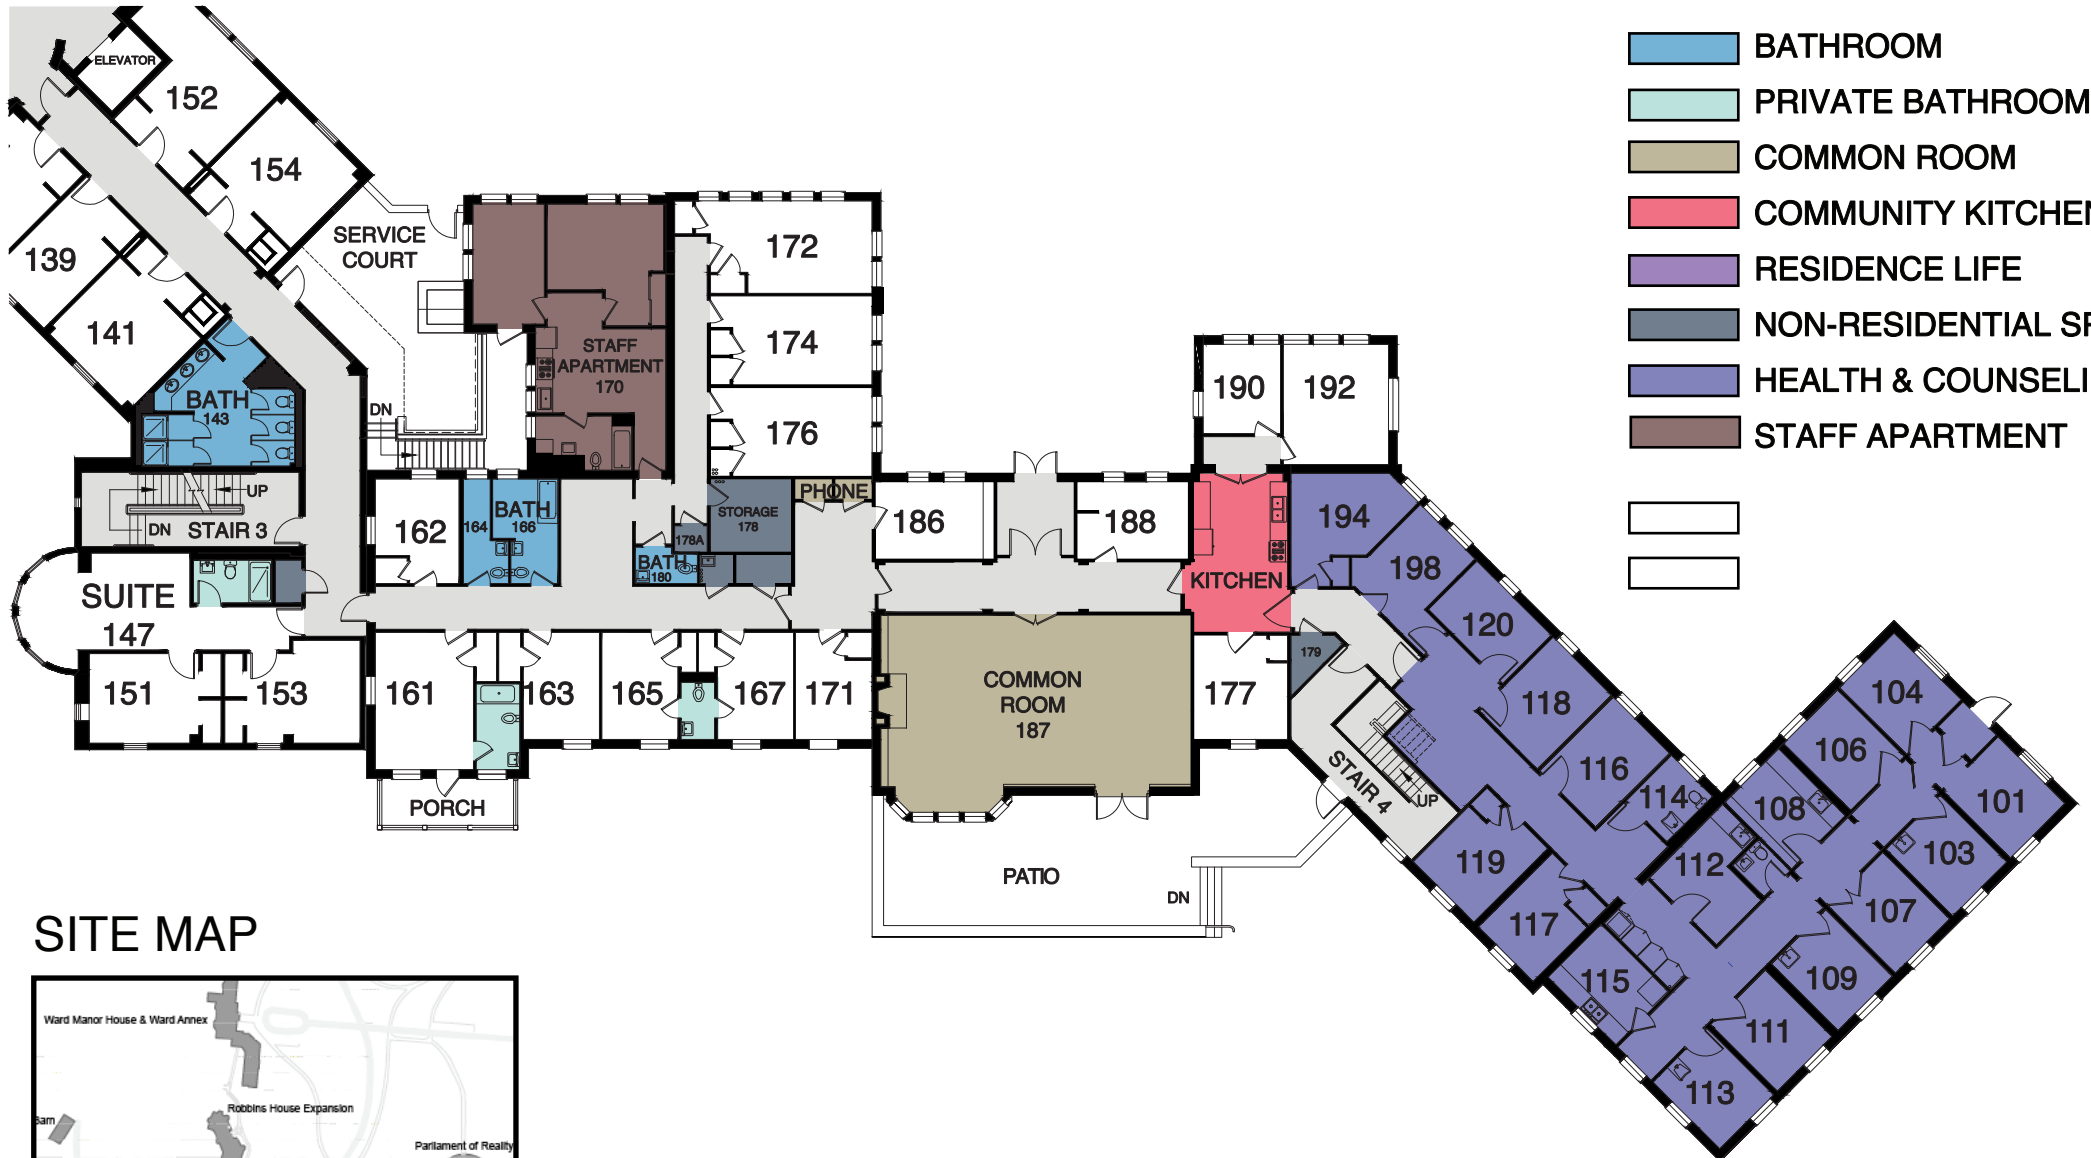 BATHROOM
PRIVATE BATHROOM
COMMON ROOM
COMMUNITY KITCHEN
RESIDENCE LIFE
NON-RESIDENTIAL SP
HEALTH & COUNSELI
STAFF APARTMENT
ELEVATOR
152
154
139
141
SERVICE
COURT
BATH
143
DN
UP
DN
STAIR 3
SUITE
147
151
153
162
164
BATH
166
STAFF
APARTMENT
170
172
174
176
PHONE
STORAGE
178
178A
BATH
180
161
163
165
167
171
PORCH
186
188
190
192
KITCHEN
COMMON
ROOM
187
177
179
PATIO
DN
STAIR 4
UP
194
198
120
118
116
114
119
117
115
112
108
106
104
101
103
107
109
111
113
SITE MAP
Ward Manor House & Ward Annex
Robbins House Expansion
Barn
Parliament of Reality